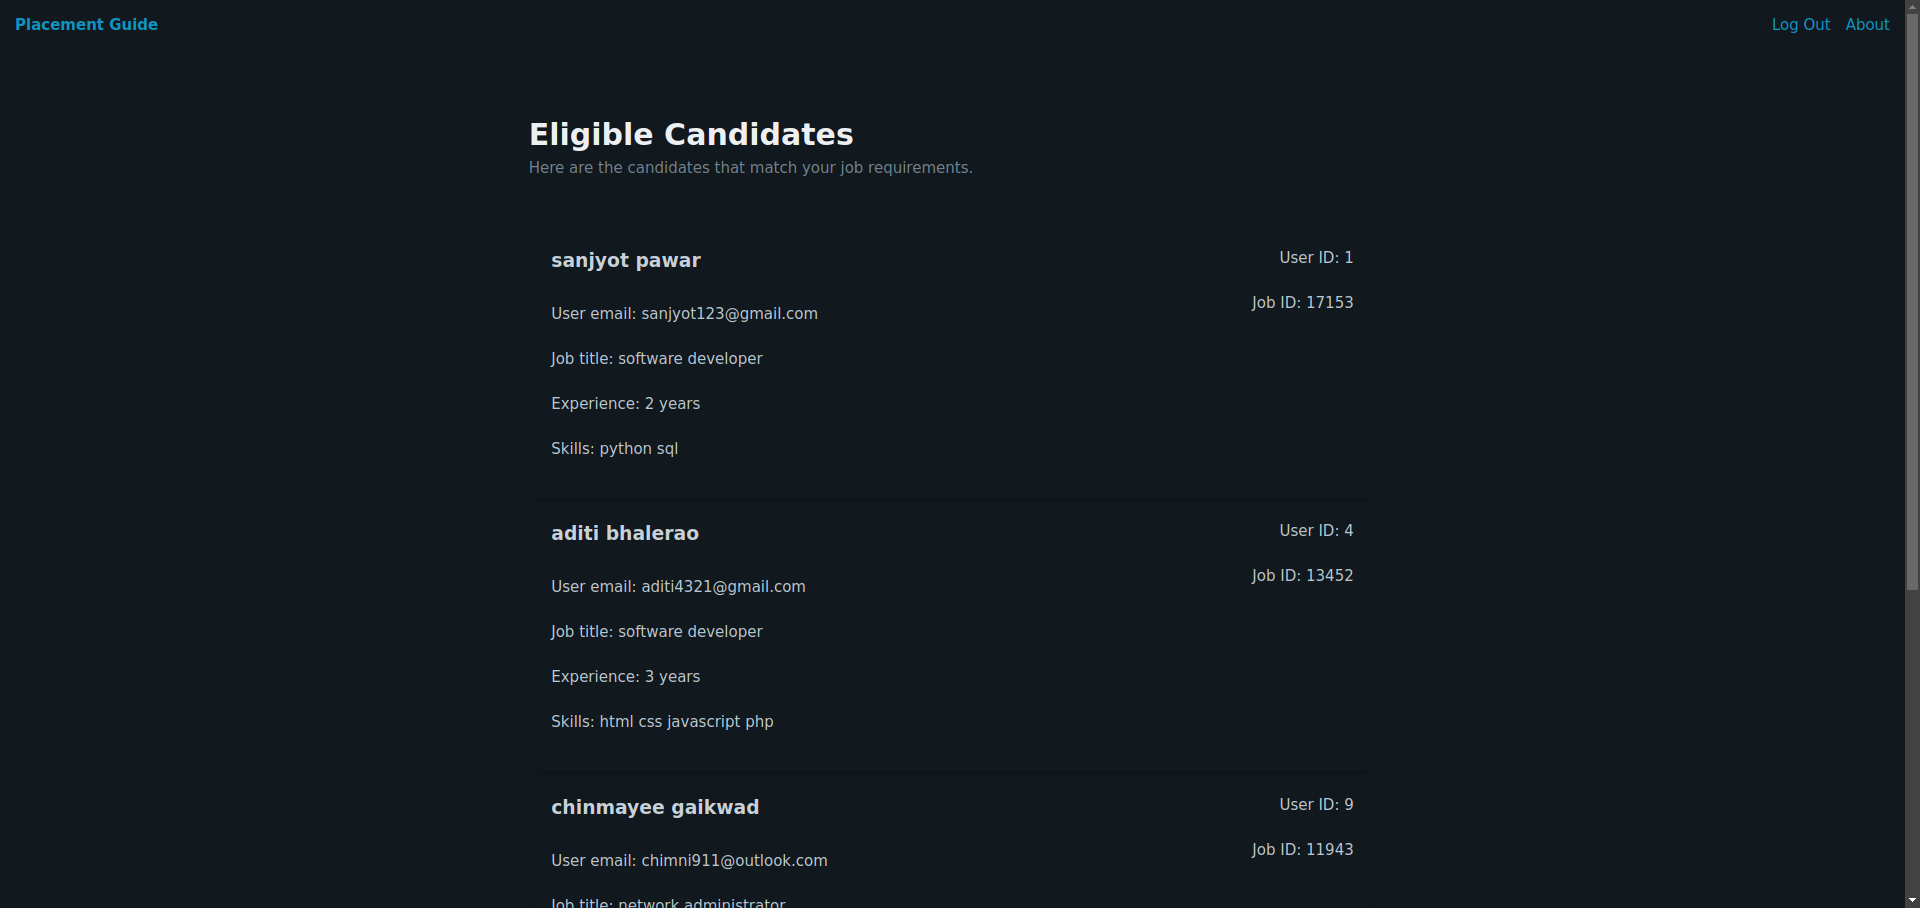 Placement Guide
Log Out About
Eligible Candidates
Here are the candidates that match your job requirements.
sanjyot pawar
User ID: 1
Job ID: 17153
User email: sanjyot123@gmail.com
Job title: software developer
Experience: 2 years
Skills: python sql
aditi bhalerao
User ID: 4
Job ID: 13452
User email: aditi4321@gmail.com
Job title: software developer
Experience: 3 years
Skills: html css javascript php
chinmayee gaikwad
User ID: 9
Job ID: 11943
User email: chimni911@outlook.com
Job title: network administrator